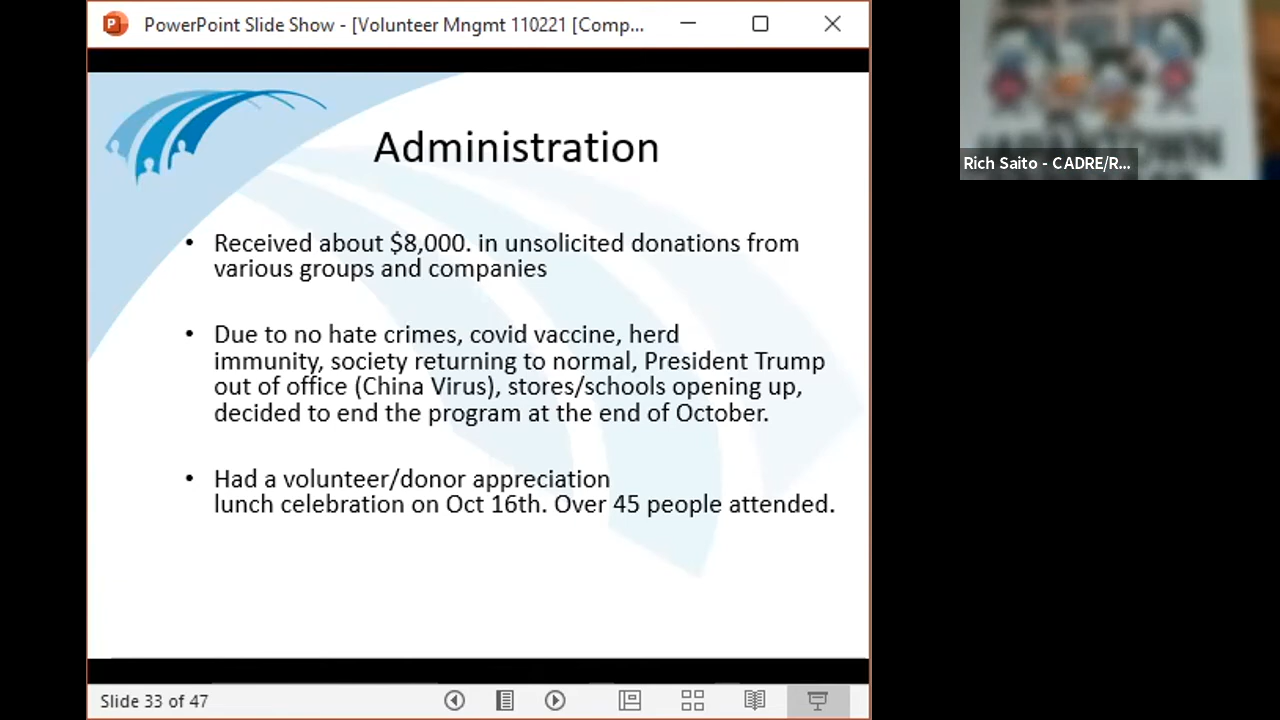 PowerPoint Slide Show - [Volunteer Mngmt 110221 [Comp...
Administration
• Received about $8,000. in unsolicited donations from
various groups and companies
• Due to no hate crimes, covid vaccine, herd
immunity, society returning to normal, President Trump
out of office (China Virus), stores/schools opening up,
decided to end the program at the end of October.
• Had a volunteer/donor appreciation
lunch celebration on Oct 16th. Over 45 people attended.
Slide 33 of 47
Rich Saito - CADRE/R...